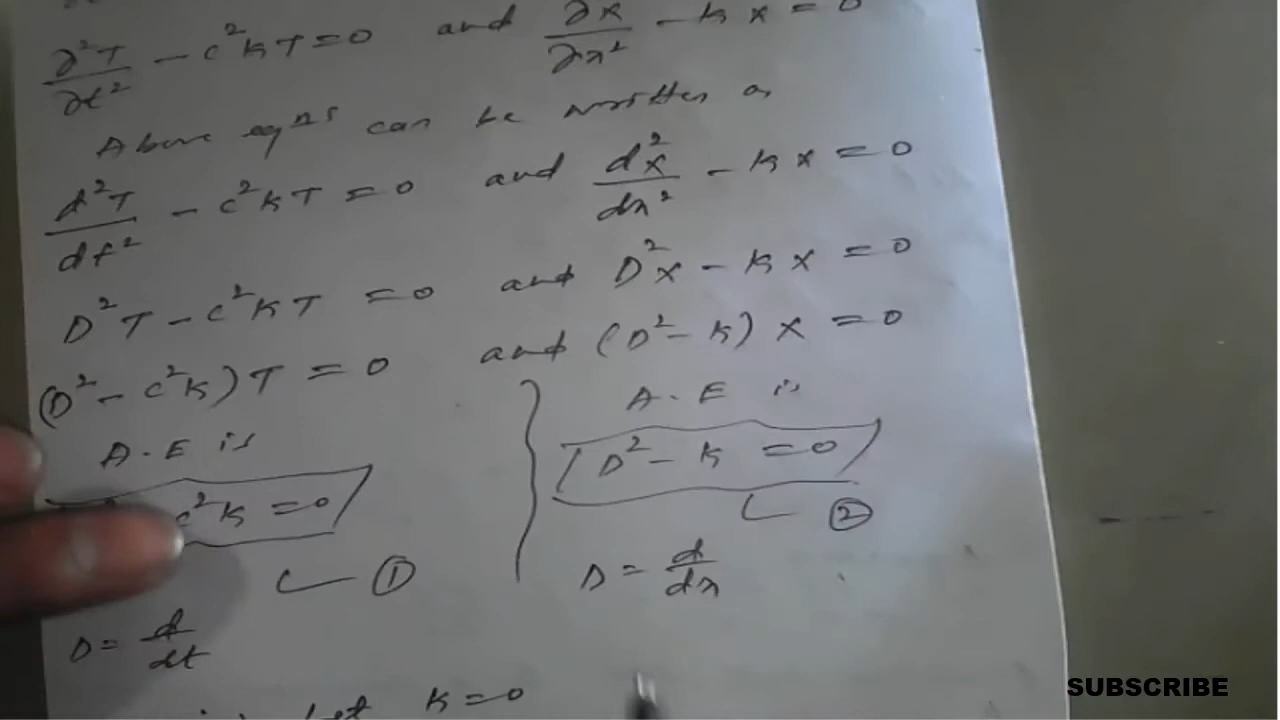 ∂²T/∂t² - c²KT = 0 and ∂X/∂x² - KX = 0
Above eqns can be written as
d²T/dt² - c²KT = 0 and d²X/dx² - KX = 0
D²T - c²KT = 0 and D²X - KX = 0
(D² - c²K)T = 0 and (D² - K)X = 0
A.E is
c²K = 0
①
D = d/dt
A.E is
D² - K = 0
②
D = d/dx
Let K = 0
SUBSCRIBE